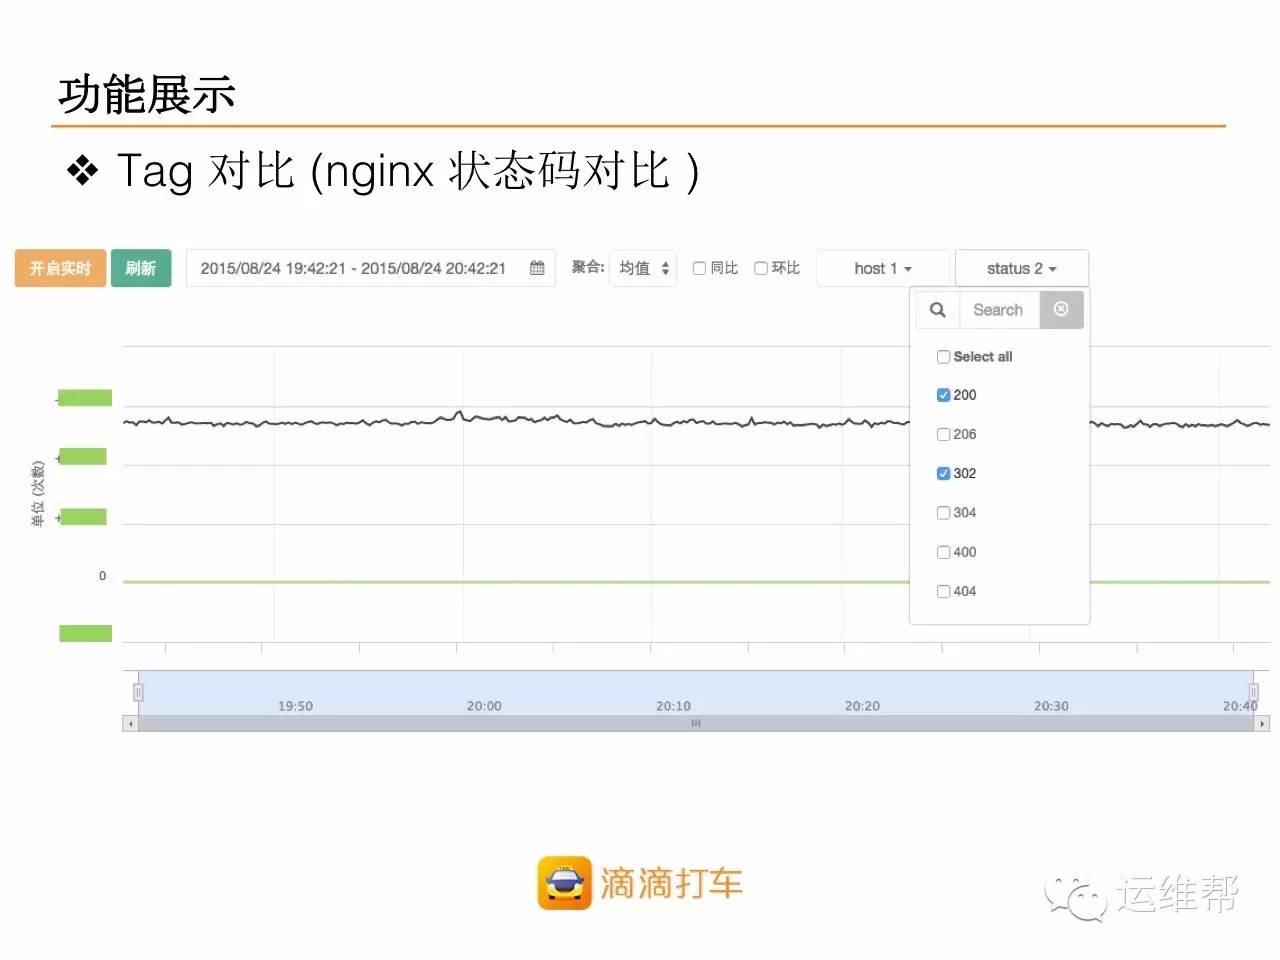 功能展示
❖ Tag 对比 (nginx 状态码对比 )
开启实时 刷新 2015/08/24 19:42:21 - 2015/08/24 20:42:21 聚合: 均值 同比 环比 host 1 status 2
Search
Select all
200
206
302
304
400
404
单位 (次数)
0
19:50 20:00 20:10 20:20 20:30 20:40
滴滴打车
运维帮